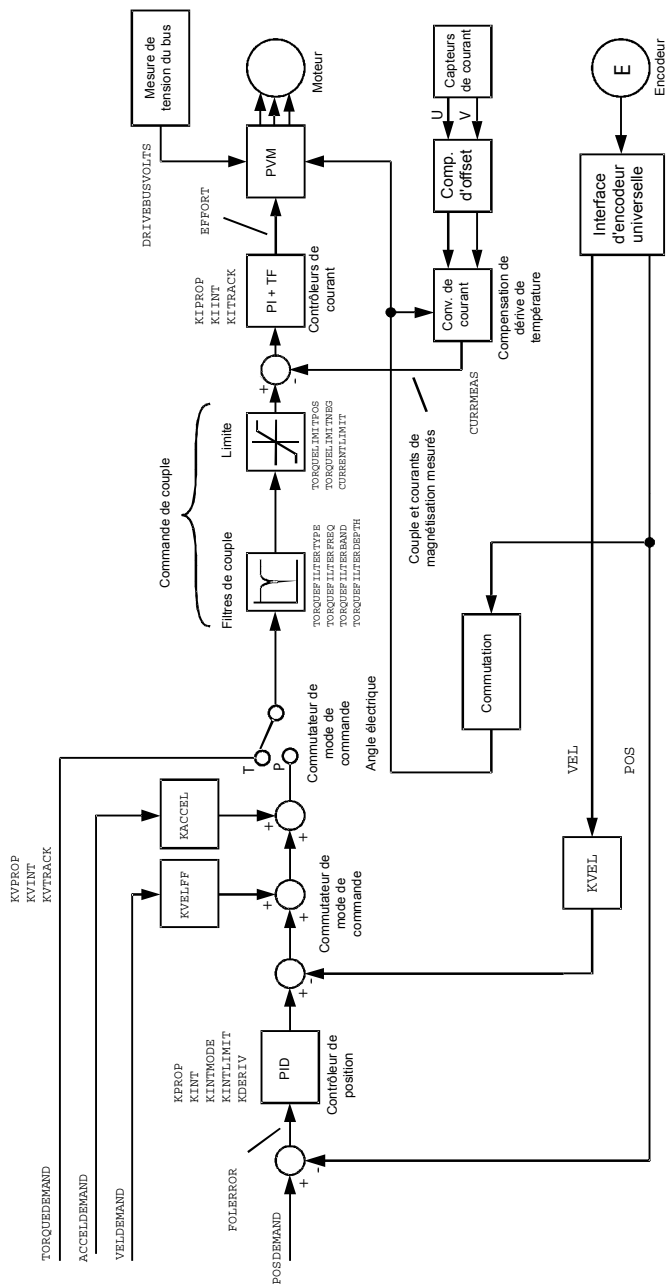 TORQUEDEMAND
ACCELDEMAND
VELDEMAND
KVPROP
KVINT
KVTRACK
FOLERROR
POSDEMAND
+
-
KPROP
KINT
KINTMODE
KINTLIMIT
KDERIV
PID
Contrôleur de
position
+
-
KVELFF
+
+
Commutateur de
mode de
commande
KACCEL
+
+
T
P
Commutateur de
mode de
commande
Angle électrique
Commande de couple
Filtres de couple
TORQUEFILTERTYPE
TORQUEFILTERFREQ
TORQUEFILTERBAND
TORQUEFILTERDEPTH
Limite
TORQUELIMITPOS
TORQUELIMITNEG
CURRENTLIMIT
+
-
KIPROP
KIINT
KITRACK
PI + TF
Contrôleurs de
courant
EFFORT
DRIVEBUSVOLTS
PVM
Mesure de
tension du bus
Moteur
Couple et courants de
magnétisation mesurés
CURRMEAS
Conv. de
courant
Compensation de
dérive de
température
Comp.
d'offset
U
V
Capteurs
de courant
Commutation
KVEL
VEL
POS
Interface
d'encodeur
universelle
E
Encodeur